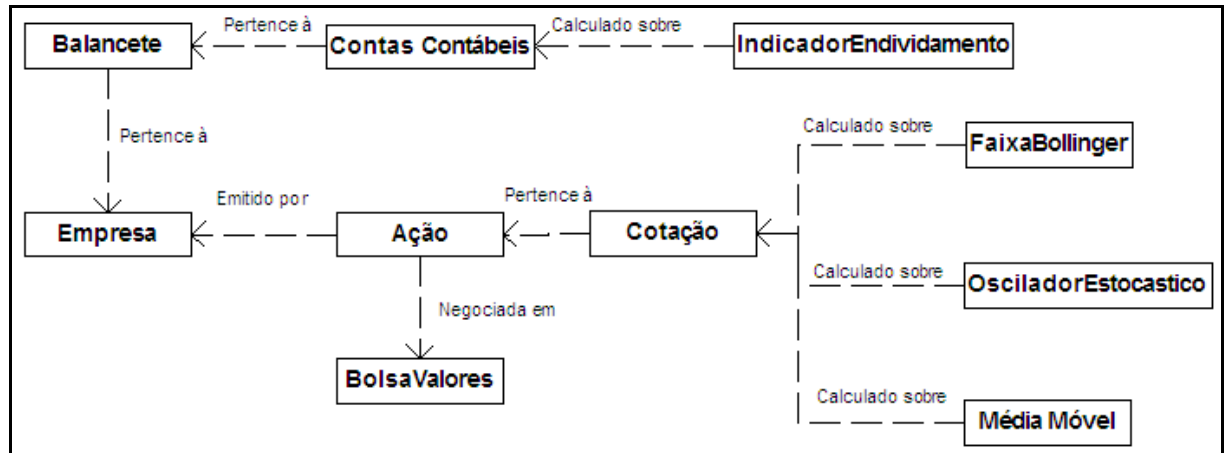 Pertence à
Calculado sobre
Balancete
Contas Contábeis
IndicadorEndividamento
Pertence à
Calculado sobre
FaixaBollinger
Emitido por
Pertence à
Empresa
Ação
Cotação
Calculado sobre
OsciladorEstocastico
Negociada em
BolsaValores
Calculado sobre
Média Móvel